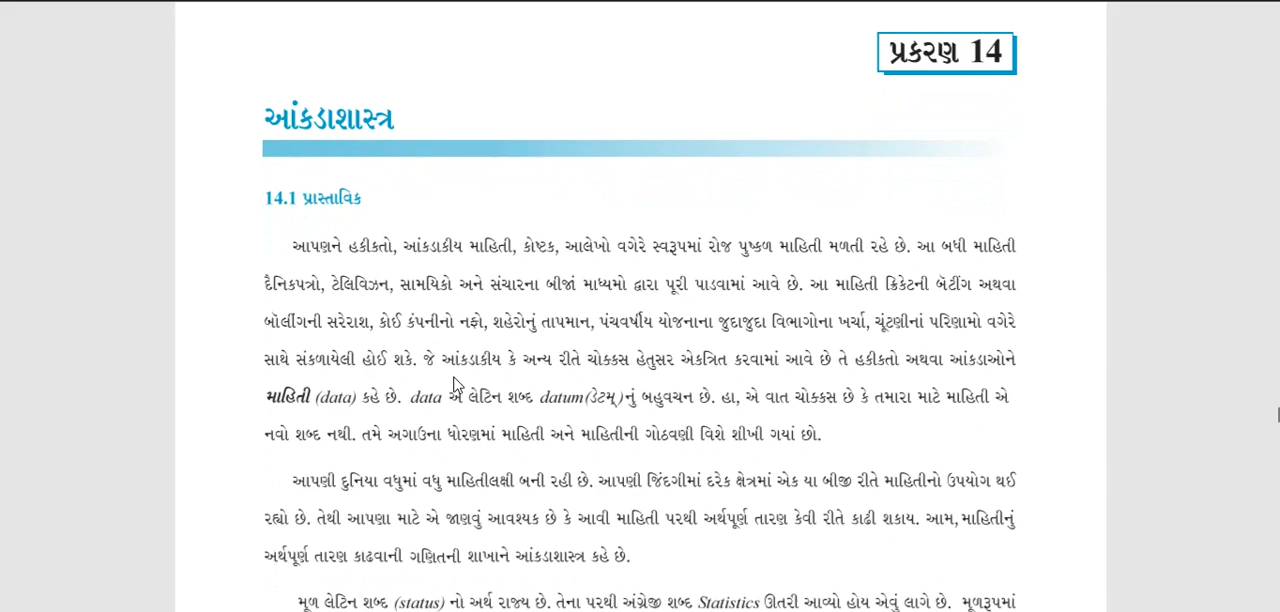 પ્રકરણ 14
આંકડાશાસ્ત્ર
14.1 પ્રાસ્તાવિક
આપણને હકીકતો, આંકડાકીય માહિતી, કોષ્ટક, આલેખો વગેરે સ્વરૂપમાં રોજ પુષ્કળ માહિતી મળતી રહે છે. આ બધી માહિતી
દૈનિકપત્રો, ટેલિવિઝન, સામયિકો અને સંચારના બીજાં માધ્યમો દ્વારા પૂરી પાડવામાં આવે છે. આ માહિતી ક્રિકેટની બૅટીંગ અથવા
બૉલીંગની સરેરાશ, કોઈ કંપનીનો નફો, શહેરોનું તાપમાન, પંચવર્ષીય યોજનાના જુદાજુદા વિભાગોના ખર્ચા, ચૂંટણીનાં પરિણામો વગેરે
સાથે સંકળાયેલી હોઈ શકે. જે આંકડાકીય કે અન્ય રીતે ચોક્કસ હેતુસર એકત્રિત કરવામાં આવે છે તે હકીકતો અથવા આંકડાઓને
માહિતી (data) કહે છે. data એ લેટિન શબ્દ datum(ડેટમ્)નું બહુવચન છે. હા, એ વાત ચોક્કસ છે કે તમારા માટે માહિતી એ
નવો શબ્દ નથી. તમે અગાઉના ધોરણમાં માહિતી અને માહિતીની ગોઠવણી વિશે શીખી ગયાં છો.
આપણી દુનિયા વધુમાં વધુ માહિતીલક્ષી બની રહી છે. આપણી જિંદગીમાં દરેક ક્ષેત્રમાં એક યા બીજી રીતે માહિતીનો ઉપયોગ થઈ
રહ્યો છે. તેથી આપણા માટે એ જાણવું આવશ્યક છે કે આવી માહિતી પરથી અર્થપૂર્ણ તારણ કેવી રીતે કાઢી શકાય. આમ, માહિતીનું
અર્થપૂર્ણ તારણ કાઢવાની ગણિતની શાખાને આંકડાશાસ્ત્ર કહે છે.
મૂળ લેટિન શબ્દ (status) નો અર્થ રાજ્ય છે. તેના પરથી અંગ્રેજી શબ્દ Statistics ઊતરી આવ્યો હોય એવું લાગે છે. મૂળરૂપમાં